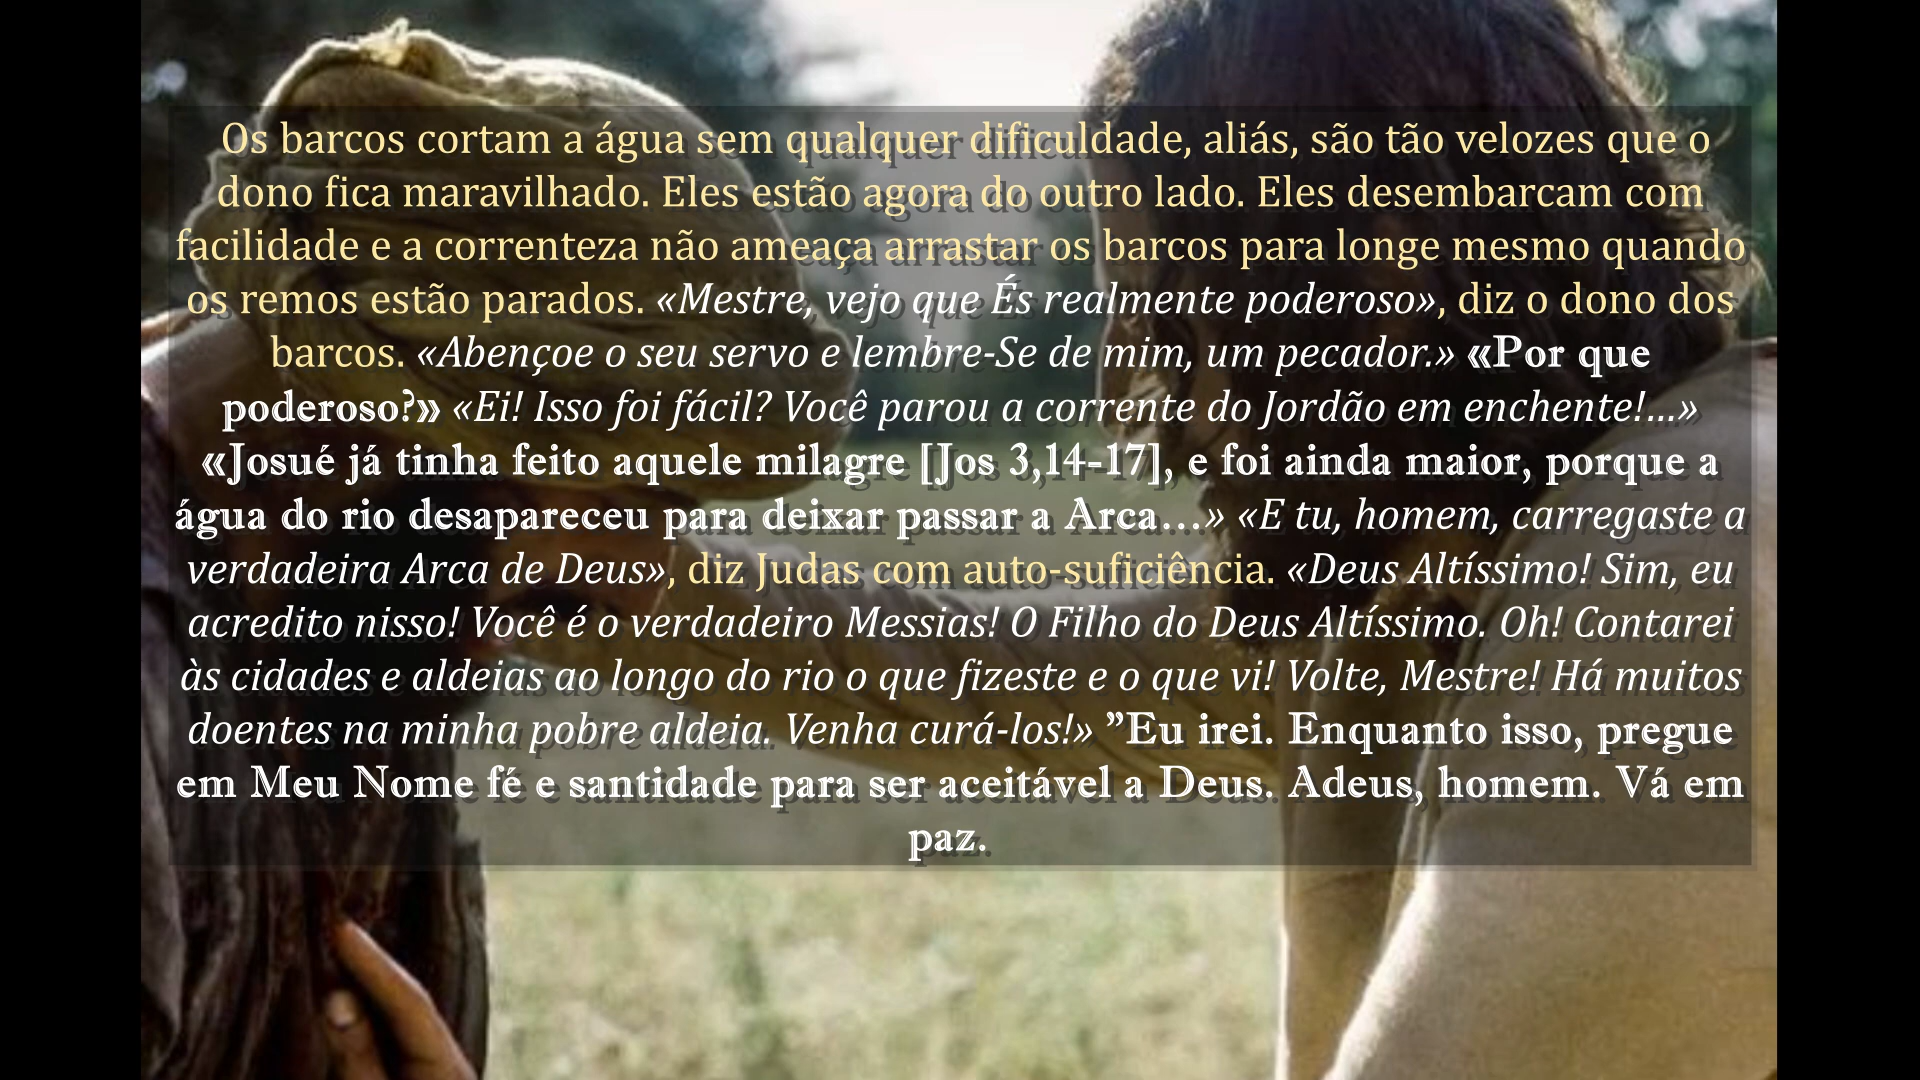 Os barcos cortam a água sem qualquer dificuldade, aliás, são tão velozes que o
dono fica maravilhado. Eles estão agora do outro lado. Eles desembarcam com
facilidade e a correnteza não ameaça arrastar os barcos para longe mesmo quando
os remos estão parados. «Mestre, vejo que És realmente poderoso», diz o dono dos
barcos. «Abençoe o seu servo e lembre-Se de mim, um pecador.» «Por que
poderoso?» «Ei! Isso foi fácil? Você parou a corrente do Jordão em enchente!...»
«Josué já tinha feito aquele milagre [Jos 3,14-17], e foi ainda maior, porque a
água do rio desapareceu para deixar passar a Arca…» «E tu, homem, carregaste a
verdadeira Arca de Deus», diz Judas com auto-suficiência. «Deus Altíssimo! Sim, eu
acredito nisso! Você é o verdadeiro Messias! O Filho do Deus Altíssimo. Oh! Contarei
às cidades e aldeias ao longo do rio o que fizeste e o que vi! Volte, Mestre! Há muitos
doentes na minha pobre aldeia. Venha curá-los!» ”Eu irei. Enquanto isso, pregue
em Meu Nome fé e santidade para ser aceitável a Deus. Adeus, homem. Vá em
paz.